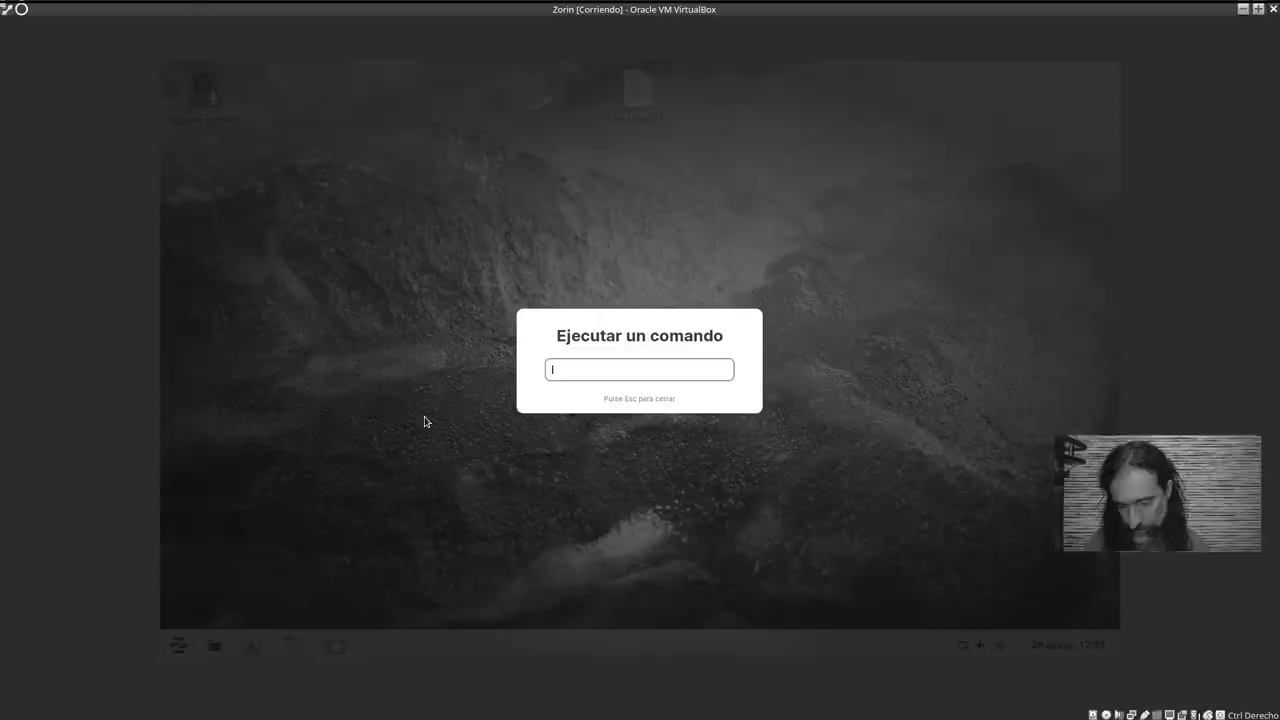 Zorin [Corriendo] - Oracle VM VirtualBox
Ejecutar un comando
Pulse Esc para cerrar
Ctrl Derecho